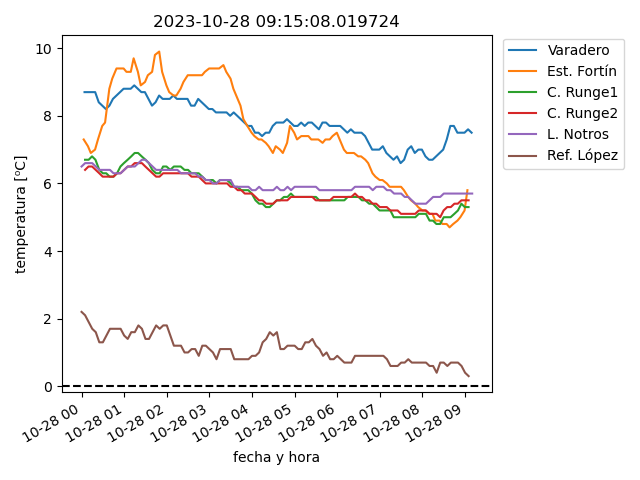 2023-10-28 09:15:08.019724
temperatura [ºC]
10
8
6
4
2
0
10-28 00
10-28 01
10-28 02
10-28 03
10-28 04
10-28 05
10-28 06
10-28 07
10-28 08
10-28 09
fecha y hora
Varadero
Est. Fortín
C. Runge1
C. Runge2
L. Notros
Ref. López